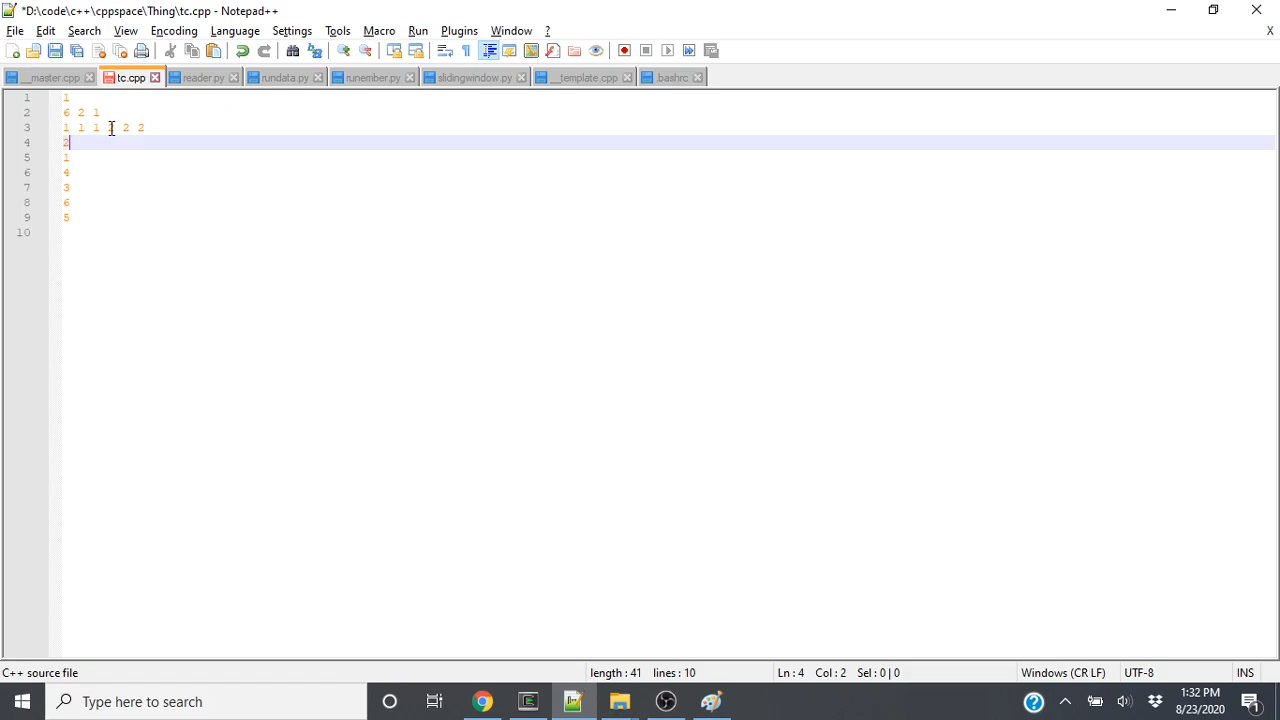 *D:\code\c++\cppspace\Thing\tc.cpp - Notepad++
File Edit Search View Encoding Language Settings Tools Macro Run Plugins Window ? X
__master.cpp tc.cpp reader.py rundata.py runember.py slidingwindow.py __template.cpp .bashrc
1 1
2 6 2 1
3 1 1 1 2 2
4 2
5 1
6 4
7 3
8 6
9 5
10
C++ source file length : 41 lines : 10 Ln : 4 Col : 2 Sel : 0 | 0 Windows (CR LF) UTF-8 INS
Type here to search 1:32 PM
8/23/2020 1